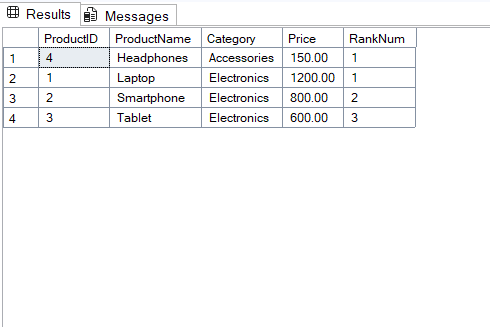 Results Messages
ProductID ProductName Category Price RankNum
1 4 Headphones Accessories 150.00 1
2 1 Laptop Electronics 1200.00 1
3 2 Smartphone Electronics 800.00 2
4 3 Tablet Electronics 600.00 3